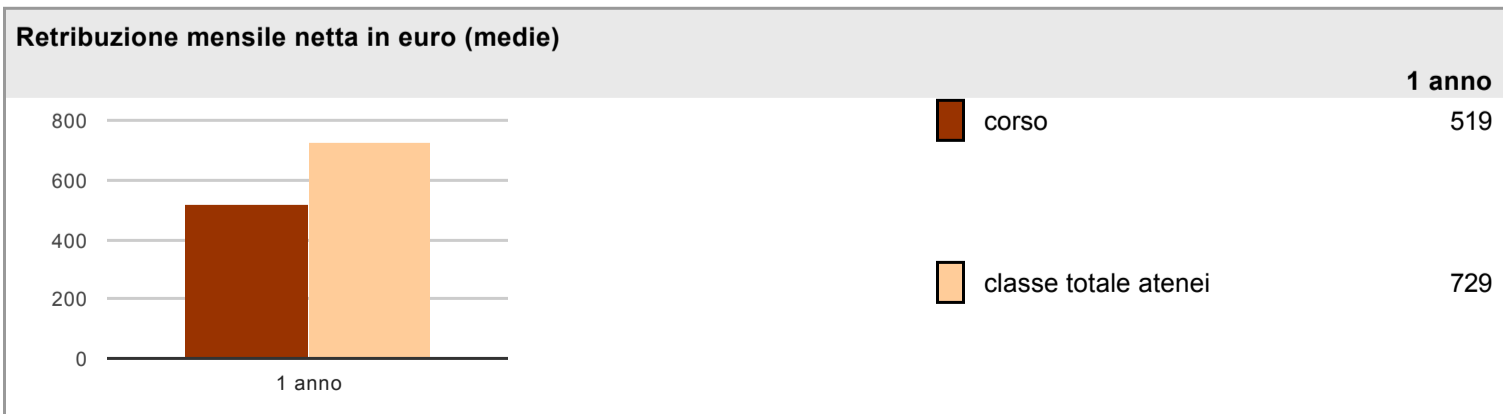 Retribuzione mensile netta in euro (medie)
1 anno
800
600
400
200
0
1 anno
corso 519
classe totale atenei 729